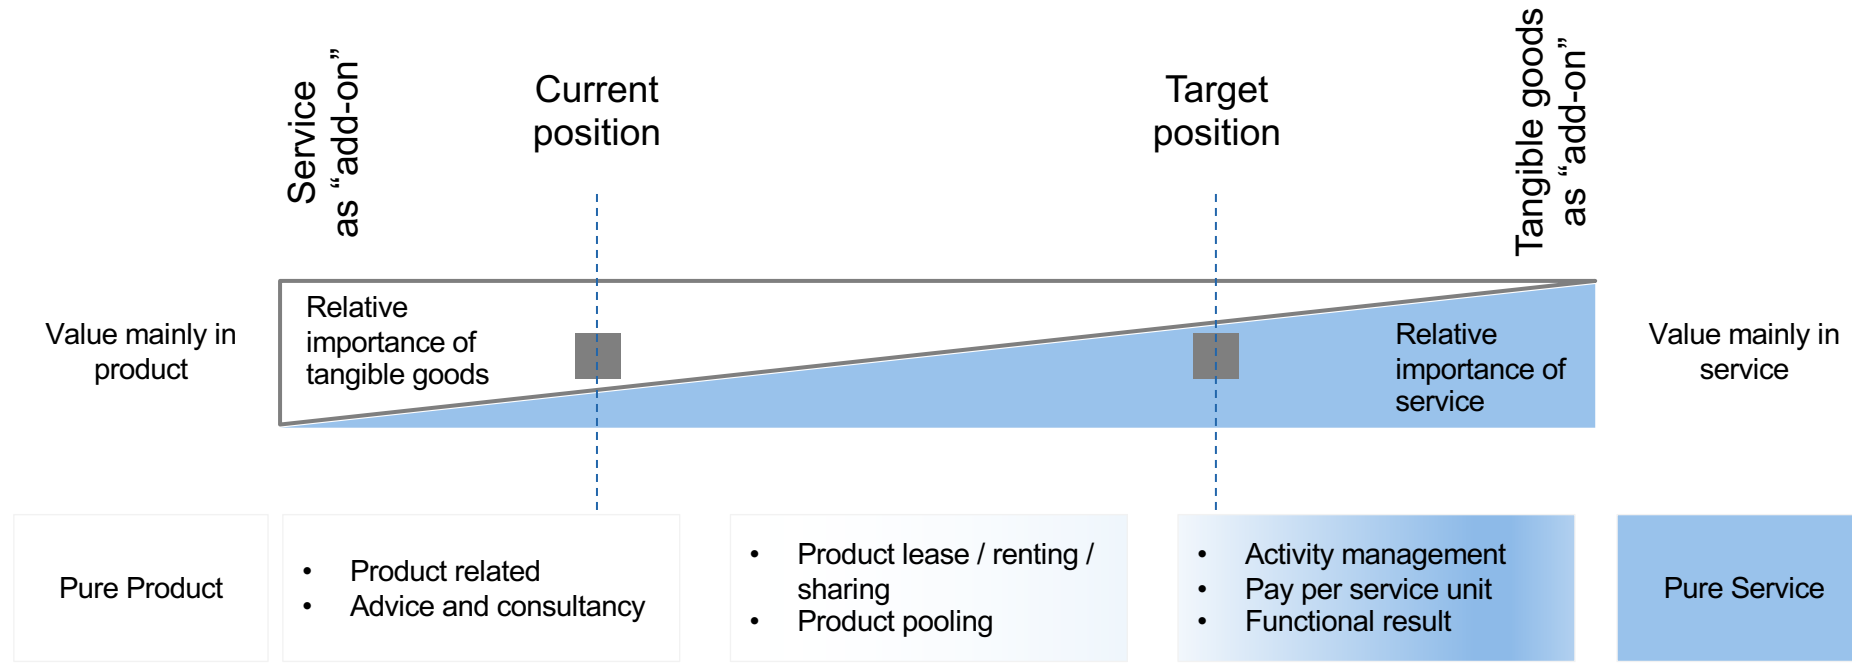 Service
as “add-on”
Current
position
Target
position
Tangible goods
as “add-on”
Value mainly in
product
Relative
importance of
tangible goods
Relative
importance of
service
Value mainly in
service
Pure Product
• Product related
• Advice and consultancy
• Product lease / renting /
sharing
• Product pooling
• Activity management
• Pay per service unit
• Functional result
Pure Service